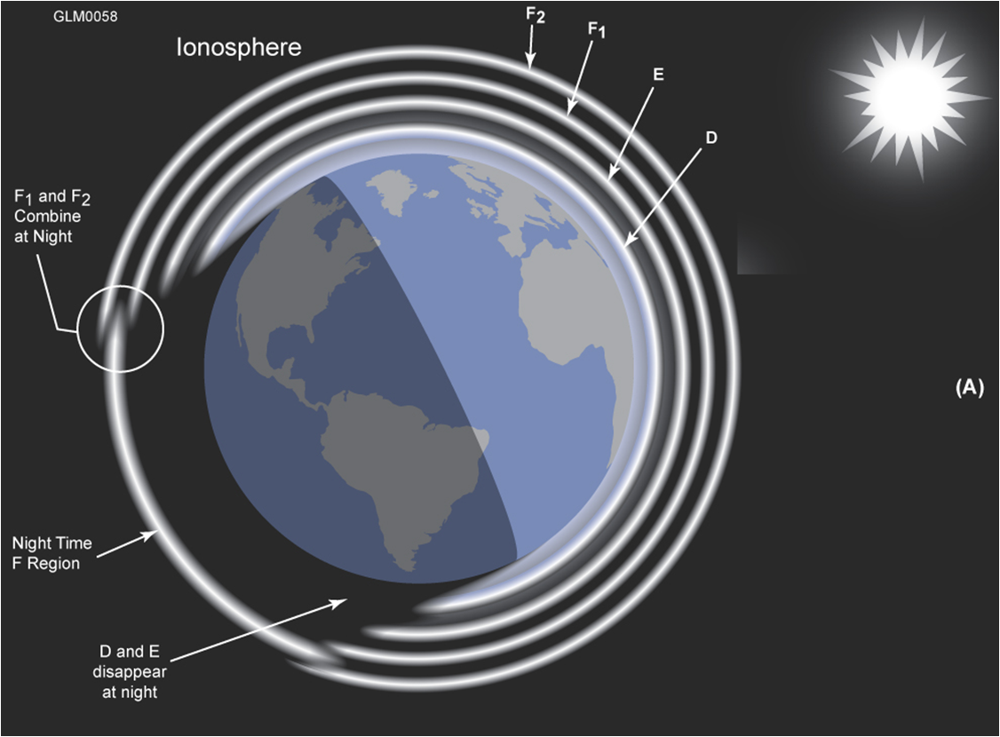 GLM0058
Ionosphere
F2
F1
E
D
F1 and F2
Combine
at Night
(A)
Night Time
F Region
D and E
disappear
at night